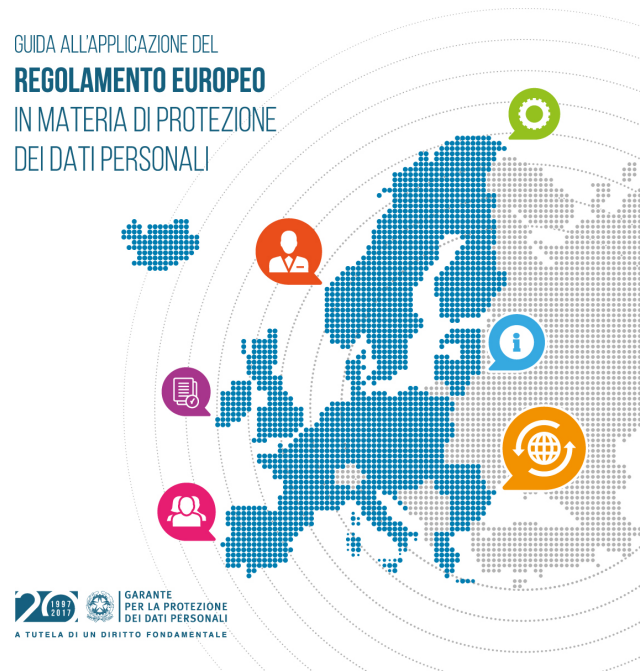 GUIDA ALL'APPLICAZIONE DEL
REGOLAMENTO EUROPEO
IN MATERIA DI PROTEZIONE
DEI DATI PERSONALI
i
20 1997
2017
GARANTE
PER LA PROTEZIONE
DEI DATI PERSONALI
A TUTELA DI UN DIRITTO FONDAMENTALE